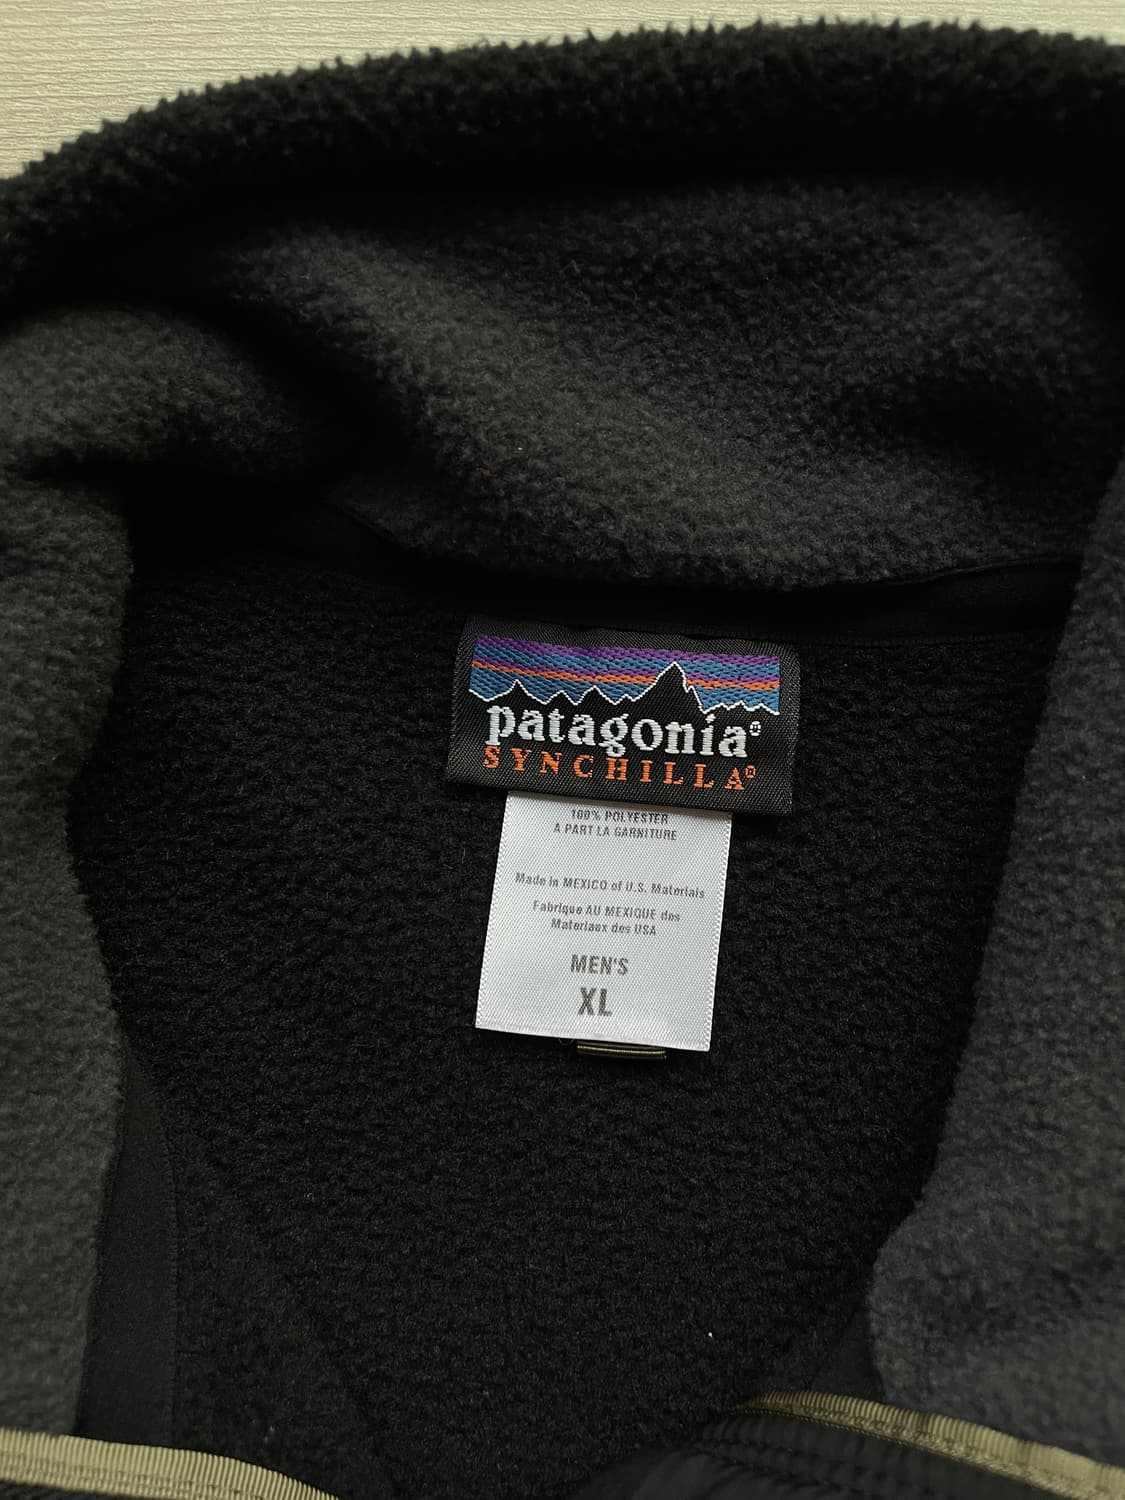 patagonia®
SYNCHILLA®
100% POLYESTER
A PART LA GARNITURE
Made in MEXICO of U.S. Materials
Fabrique AU MEXIQUE des
Materiaux des USA
MEN'S
XL